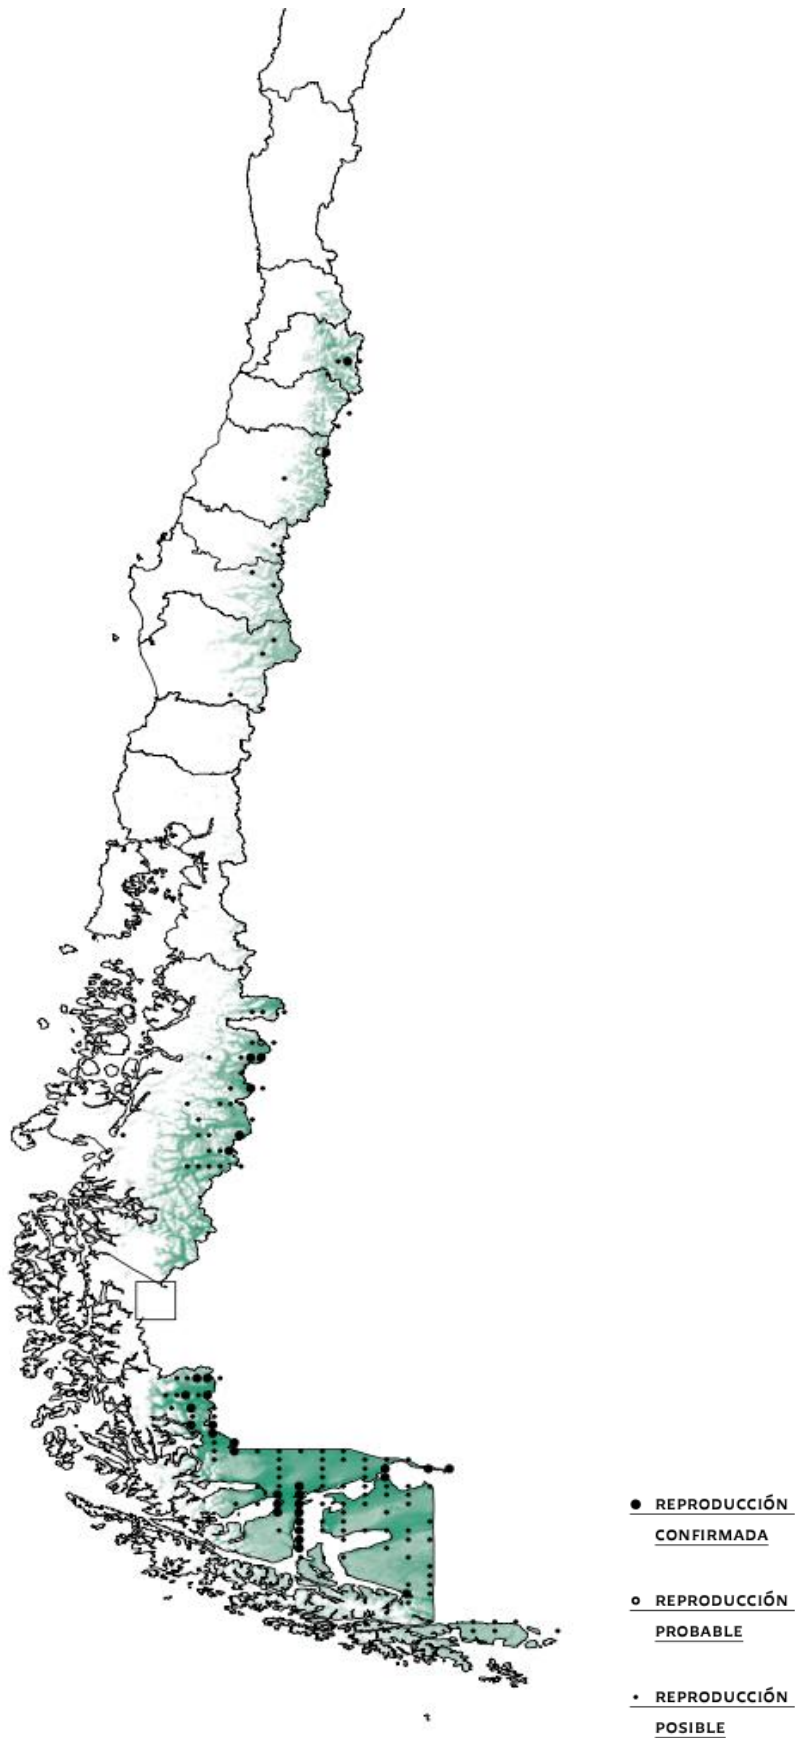 REPRODUCCIÓN
CONFIRMADA
REPRODUCCIÓN
PROBABLE
REPRODUCCIÓN
POSIBLE